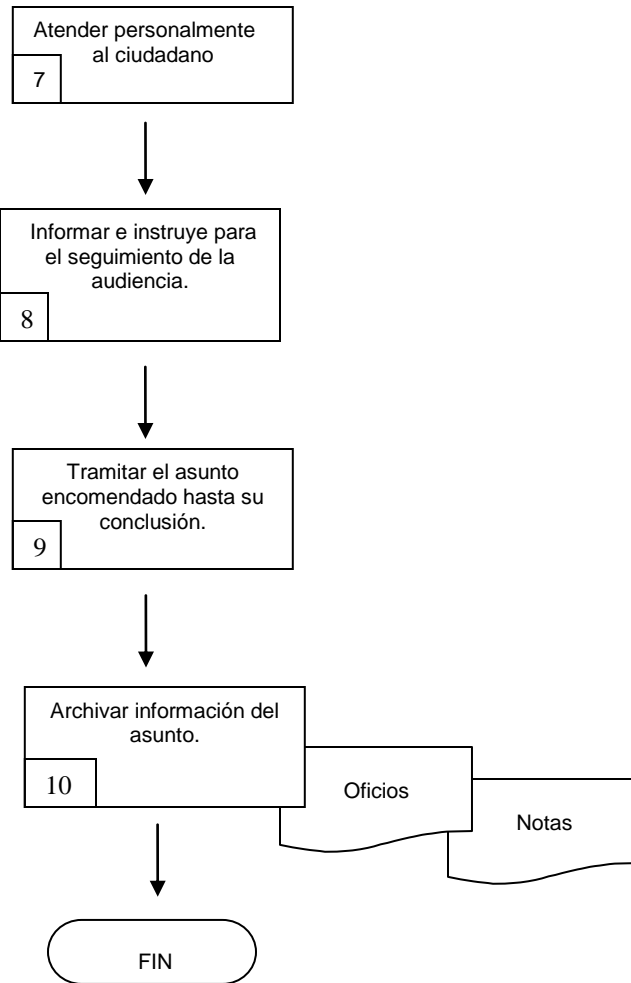 Atender personalmente
al ciudadano
7
Informar e instruye para
el seguimiento de la
audiencia.
8
Tramitar el asunto
encomendado hasta su
conclusión.
9
Archivar información del
asunto.
10
Oficios
Notas
FIN